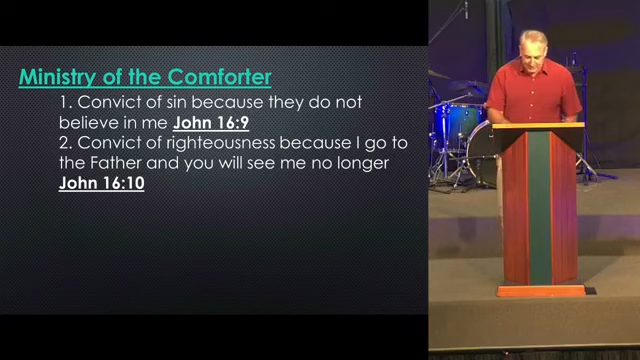 Ministry of the Comforter
1. Convict of sin because they do not
believe in me John 16:9
2. Convict of righteousness because I go to
the Father and you will see me no longer
John 16:10